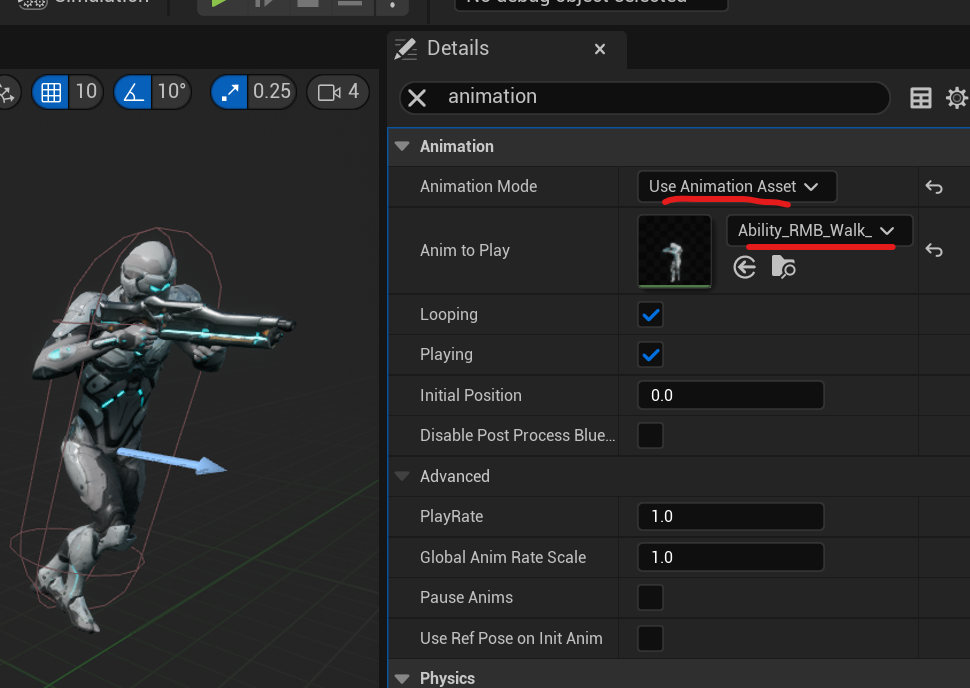 Simulation
No debug object selected
Details
10
10°
0.25
4
animation
Animation
Animation Mode
Use Animation Asset
Anim to Play
Ability_RMB_Walk_
Looping
Playing
Initial Position
0.0
Disable Post Process Blue...
Advanced
PlayRate
1.0
Global Anim Rate Scale
1.0
Pause Anims
Use Ref Pose on Init Anim
Physics